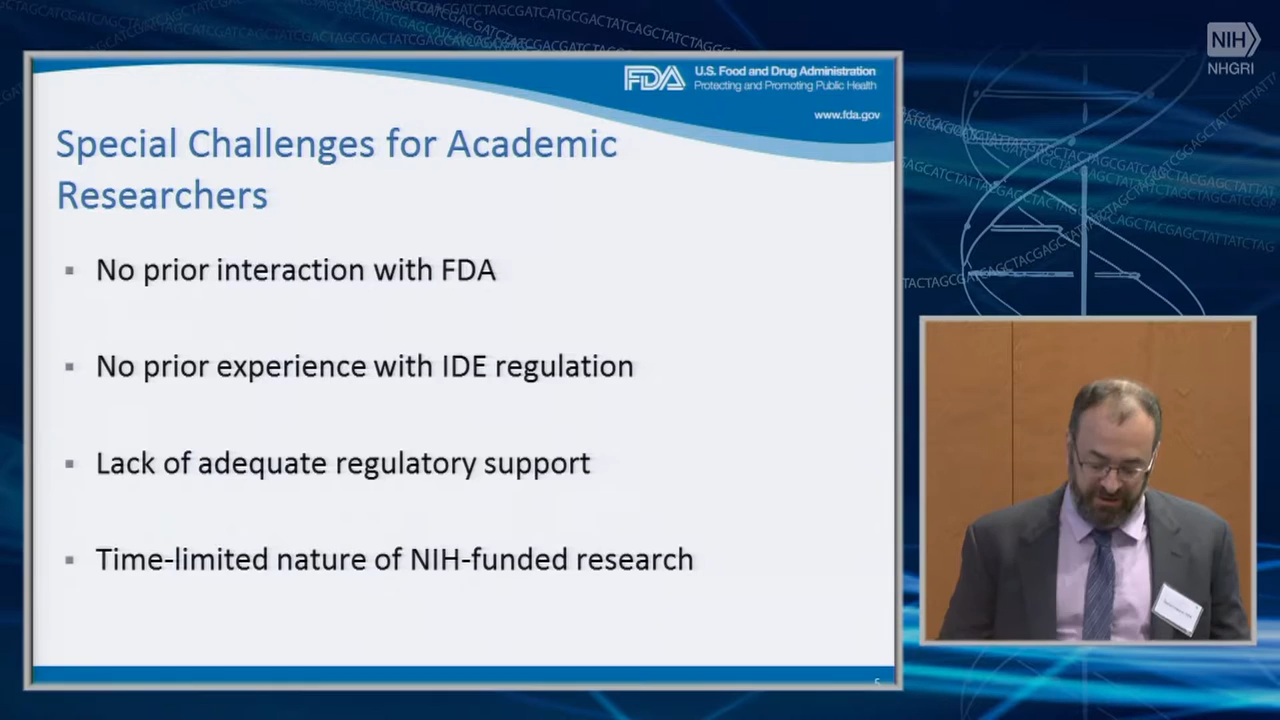 NIH
NHGRI
FDA
U.S. Food and Drug Administration
Protecting and Promoting Public Health
www.fda.gov
Special Challenges for Academic
Researchers
No prior interaction with FDA
No prior experience with IDE regulation
Lack of adequate regulatory support
Time-limited nature of NIH-funded research